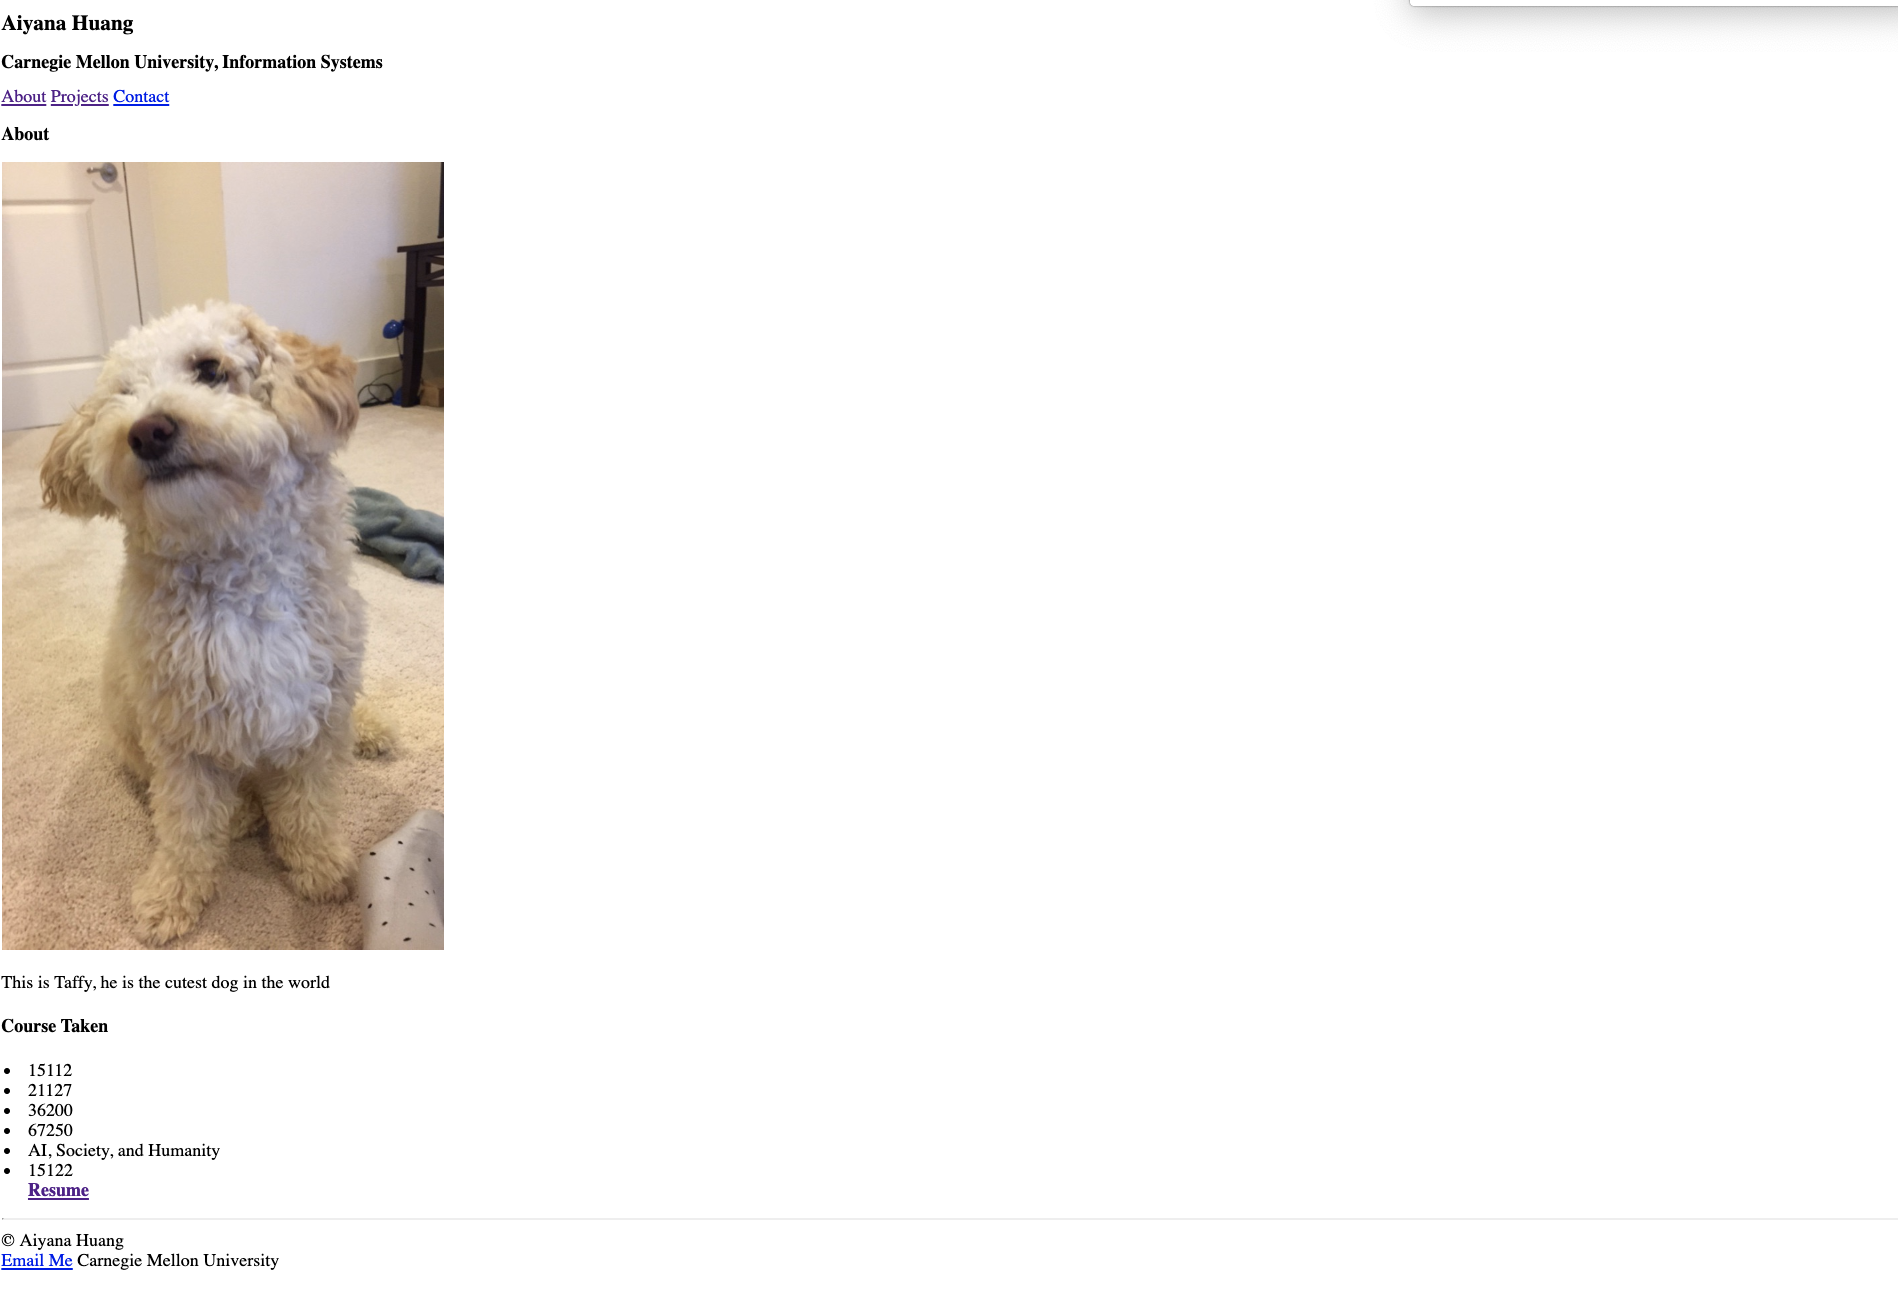 Aiyana Huang
Carnegie Mellon University, Information Systems
About Projects Contact
About
This is Taffy, he is the cutest dog in the world
Course Taken
15112
21127
36200
67250
AI, Society, and Humanity
15122
Resume
© Aiyana Huang
Email Me Carnegie Mellon University